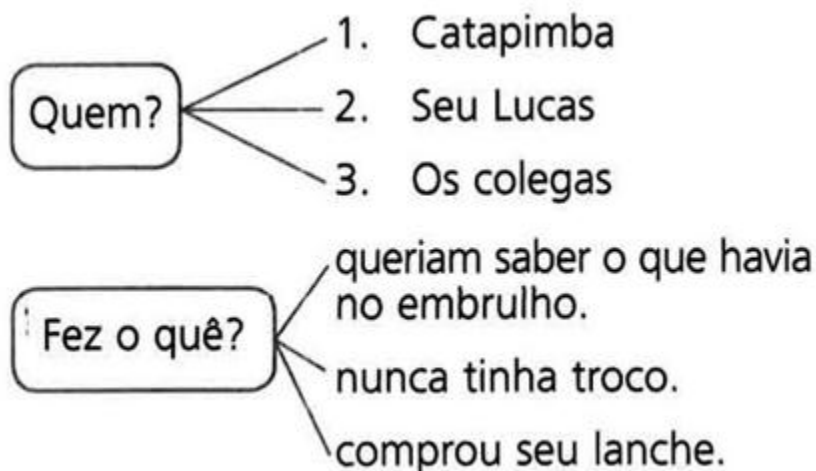 Quem?
1. Catapimba
2. Seu Lucas
3. Os colegas
Fez o quê?
queriam saber o que havia
no embrulho.
nunca tinha troco.
comprou seu lanche.